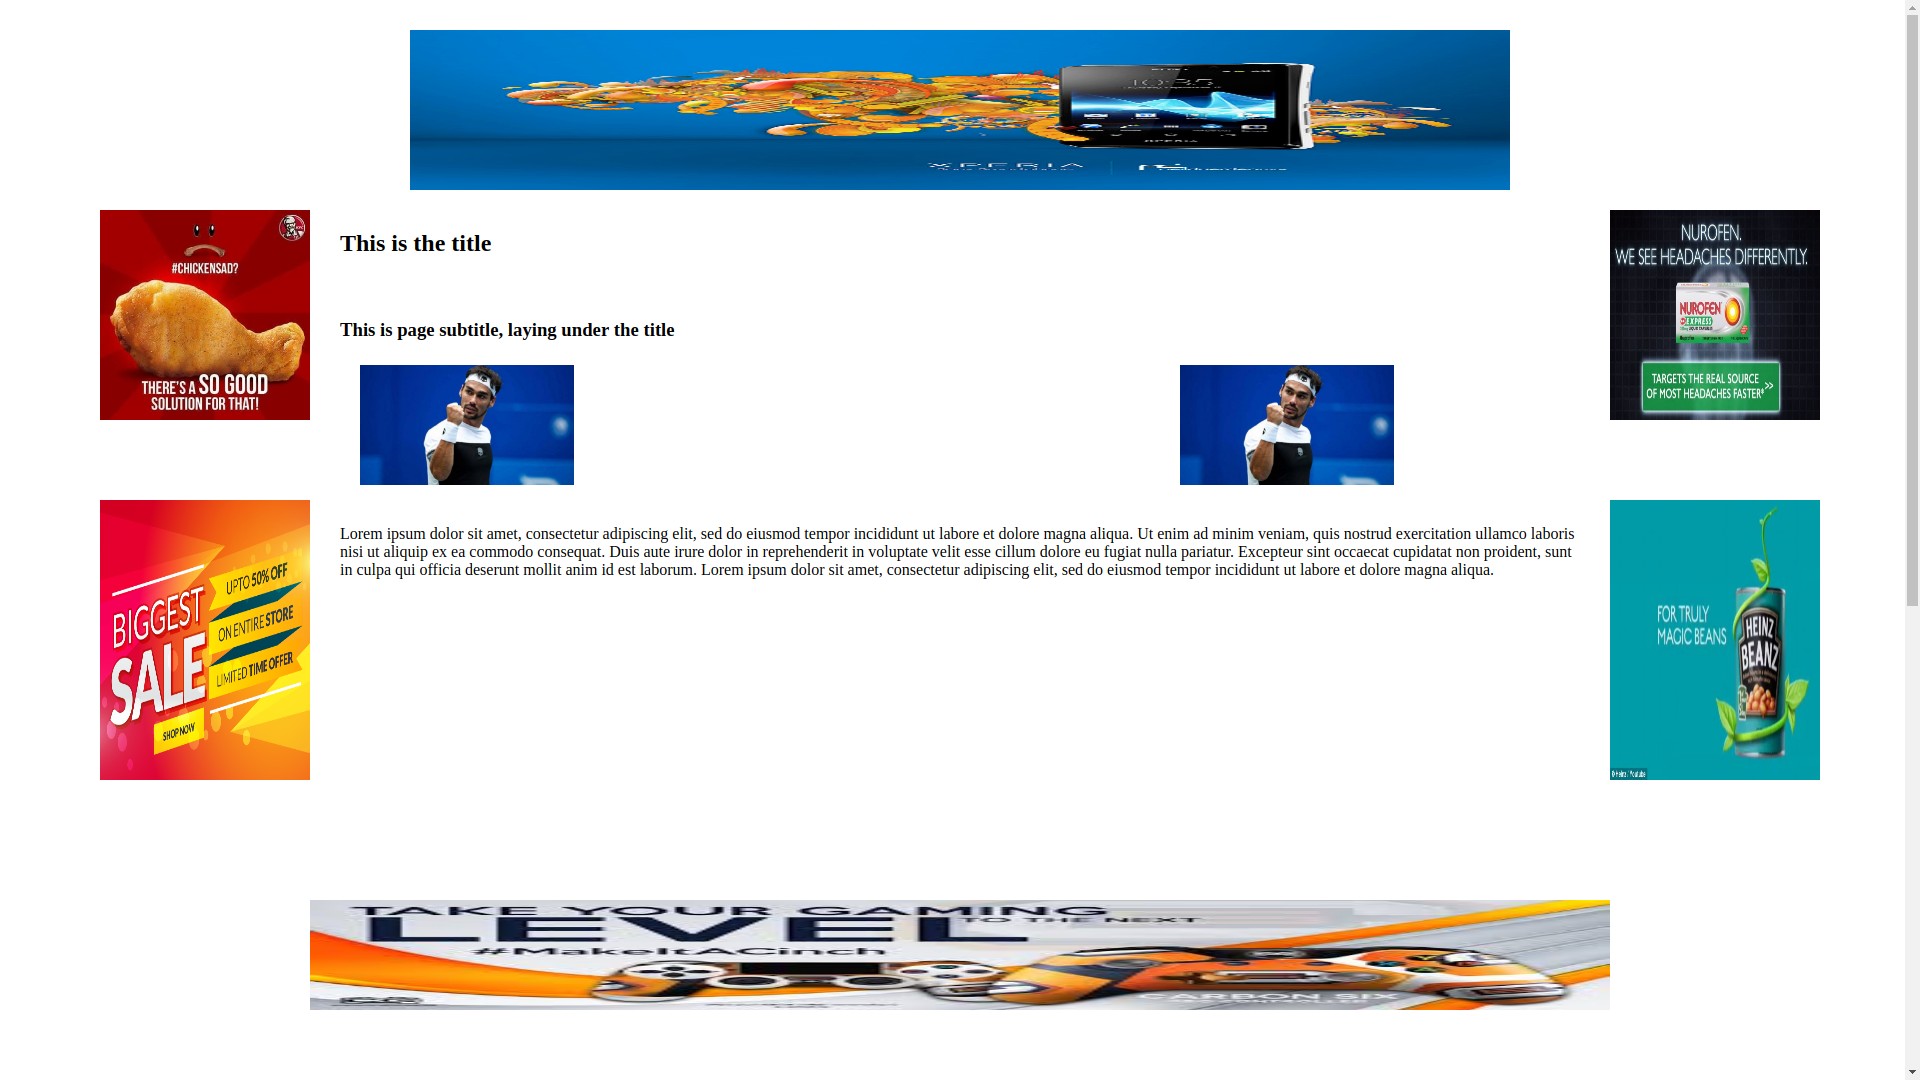 10:35
XPERIA
XPERIA
#CHICKENSAD?
THERE'S A SO GOOD
SOLUTION FOR THAT!
This is the title
This is page subtitle, laying under the title
NUROFEN.
WE SEE HEADACHES DIFFERENTLY.
NUROFEN
EXPRESS
TARGETS THE REAL SOURCE
OF MOST HEADACHES FASTER* >>
Lorem ipsum dolor sit amet, consectetur adipiscing elit, sed do eiusmod tempor incididunt ut labore et dolore magna aliqua. Ut enim ad minim veniam, quis nostrud exercitation ullamco laboris
nisi ut aliquip ex ea commodo consequat. Duis aute irure dolor in reprehenderit in voluptate velit esse cillum dolore eu fugiat nulla pariatur. Excepteur sint occaecat cupidatat non proident, sunt
in culpa qui officia deserunt mollit anim id est laborum. Lorem ipsum dolor sit amet, consectetur adipiscing elit, sed do eiusmod tempor incididunt ut labore et dolore magna aliqua.
BIGGEST
SALE
SHOP NOW
UPTO 50% OFF
ON ENTIRE STORE
LIMITED TIME OFFER
FOR TRULY
MAGIC BEANS
HEINZ
BEANZ
© Heinz / Youtube
TAKE YOUR GAMING
LEVEL TO THE NEXT
#MakeItACinch
CARBON SIX